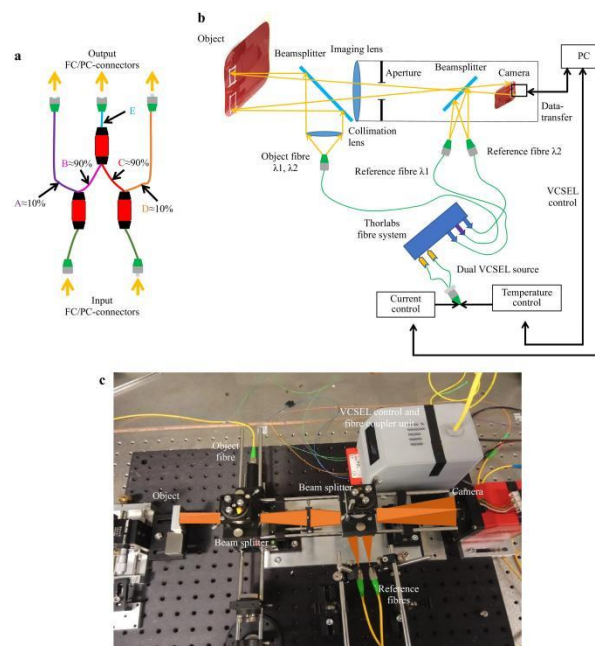 a
Output
FC/PC-connectors
E
B≈90%
C≈90%
A≈10%
D≈10%
Input
FC/PC-connectors
b
Object
Beamsplitter
Imaging lens
Beamsplitter
Camera
PC
Aperture
Data-
transfer
Collimation
lens
Object fibre
λ1, λ2
Reference fibre λ2
Reference fibre λ1
VCSEL
control
Thorlabs
fibre system
Dual VCSEL source
Current
control
Temperature
control
c
VCSEL control and
fibre coupler unit
Object
fibre
Object
Beam splitter
Camera
Beam splitter
Reference
fibres